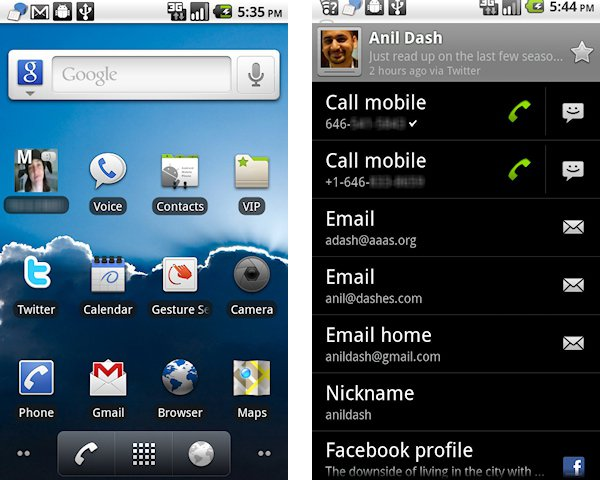 3G
5:35 PM
g
Google
M
Voice
Contacts
VIP
Twitter
Calendar
Gesture Se
Camera
Phone
Gmail
Browser
Maps
3G
5:44 PM
Anil Dash
Just read up on the last few seaso...
2 hours ago via Twitter
Call mobile
646-
Call mobile
+1-646-
Email
adash@aaas.org
Email
anil@dashes.com
Email home
anildash@gmail.com
Nickname
anildash
Facebook profile
The downside of living in the city with ...